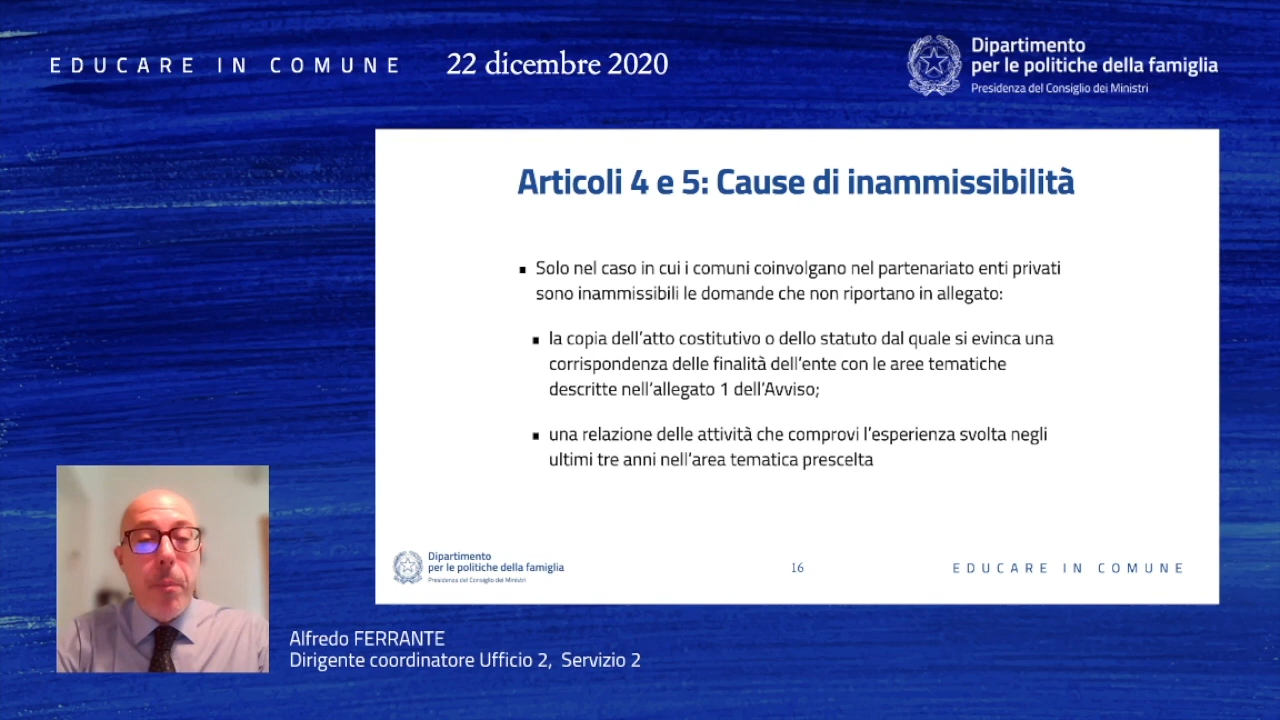 EDUCARE IN COMUNE
22 dicembre 2020
Dipartimento
per le politiche della famiglia
Presidenza del Consiglio dei Ministri
Articoli 4 e 5: Cause di inammissibilità
▪ Solo nel caso in cui i comuni coinvolgano nel partenariato enti privati
sono inammissibili le domande che non riportano in allegato:
▪ la copia dell'atto costitutivo o dello statuto dal quale si evinca una
corrispondenza delle finalità dell'ente con le aree tematiche
descritte nell'allegato 1 dell'Avviso;
▪ una relazione delle attività che comprovi l'esperienza svolta negli
ultimi tre anni nell'area tematica prescelta
Dipartimento
per le politiche della famiglia
Presidenza del Consiglio dei Ministri
16
EDUCARE IN COMUNE
Alfredo FERRANTE
Dirigente coordinatore Ufficio 2, Servizio 2